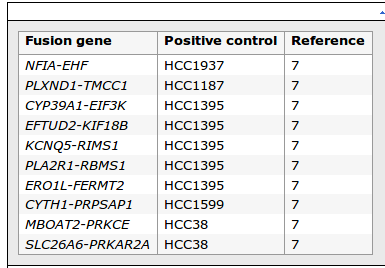 Fusion gene Positive control Reference
NFIA-EHF HCC1937 7
PLXND1-TMCC1 HCC1187 7
CYP39A1-EIF3K HCC1395 7
EFTUD2-KIF18B HCC1395 7
KCNQ5-RIMS1 HCC1395 7
PLA2R1-RBMS1 HCC1395 7
ERO1L-FERMT2 HCC1395 7
CYTH1-PRPSAP1 HCC1599 7
MBOAT2-PRKCE HCC38 7
SLC26A6-PRKAR2A HCC38 7